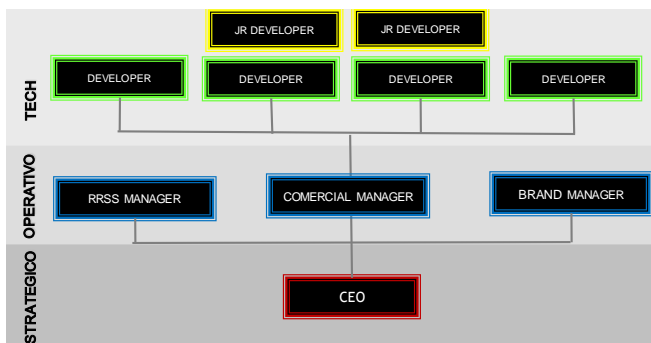 JR DEVELOPER
JR DEVELOPER
TECH
DEVELOPER
DEVELOPER
DEVELOPER
DEVELOPER
OPERATIVO
RRSS MANAGER
COMERCIAL MANAGER
BRAND MANAGER
STRATEGICO
CEO